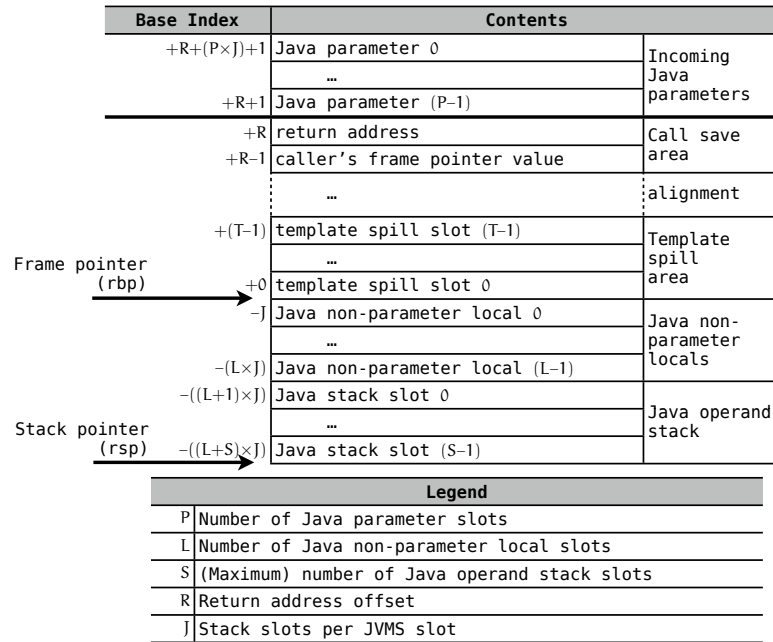 Base Index Contents
+R+(P×J)+1 Java parameter 0
…
+R+1 Java parameter (P–1)
Incoming
Java
parameters
+R return address
+R–1 caller's frame pointer value
Call save
area
…
alignment
+(T–1) template spill slot (T–1)
…
+0 template spill slot 0
Template
spill
area
Frame pointer
(rbp)
–J Java non-parameter local 0
…
–(L×J) Java non-parameter local (L–1)
Java non-
parameter
locals
–((L+1)×J) Java stack slot 0
…
–((L+S)×J) Java stack slot (S–1)
Java operand
stack
Stack pointer
(rsp)
Legend
P Number of Java parameter slots
L Number of Java non-parameter local slots
S (Maximum) number of Java operand stack slots
R Return address offset
J Stack slots per JVMS slot